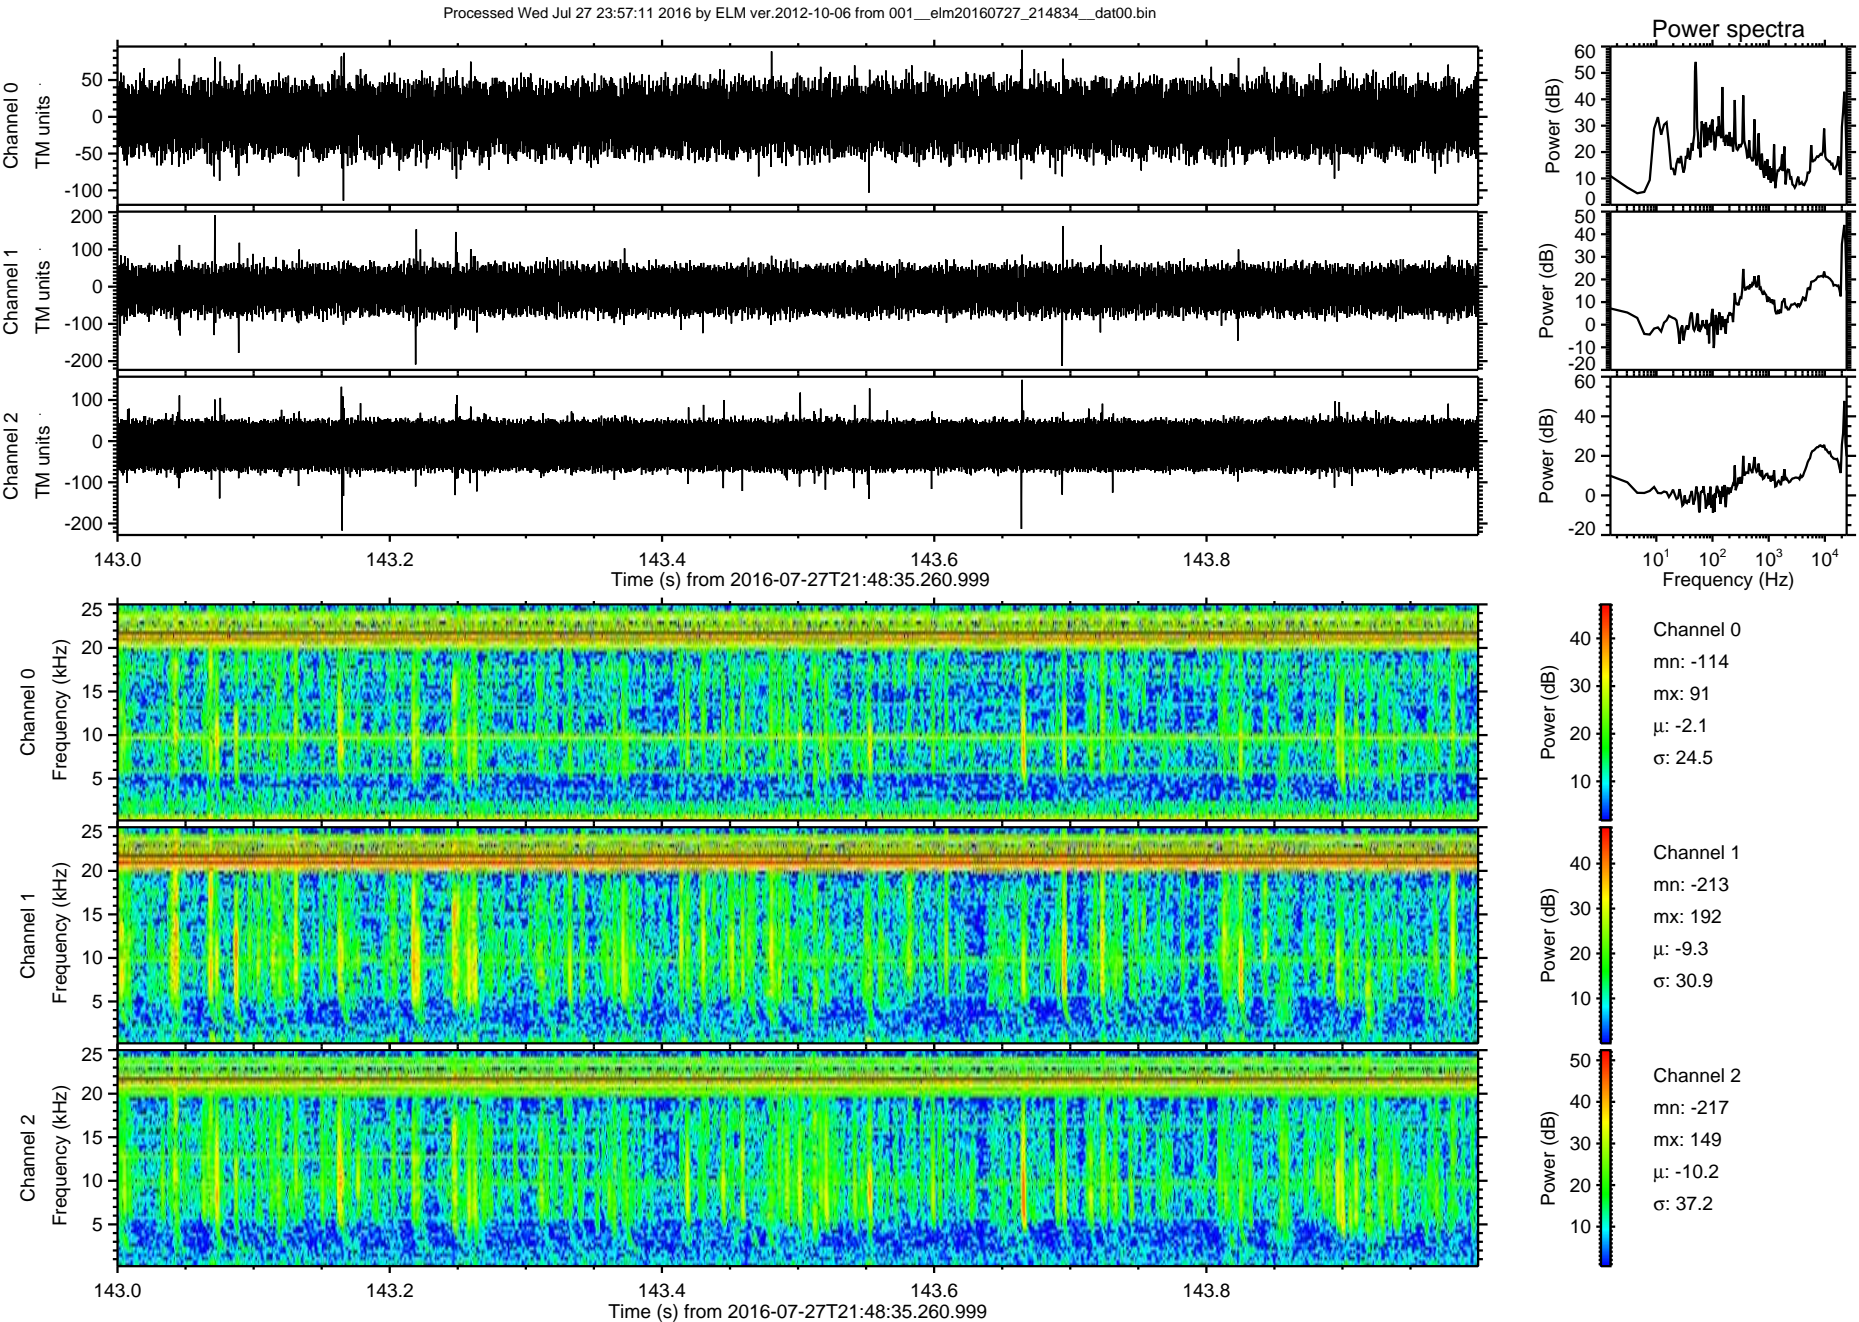 Processed Wed Jul 27 23:57:11 2016 by ELM ver.2012-10-06 from 001__elm20160727_214834__dat00.bin
Power spectra
Channel 0
TM units
50
0
-50
-100
Power (dB)
60
50
40
30
20
10
0
Channel 1
TM units
200
100
0
-100
-200
Power (dB)
50
40
30
20
10
0
-10
-20
Channel 2
TM units
100
0
-100
-200
Power (dB)
60
40
20
0
-20
143.0 143.2 143.4 143.6 143.8
Time (s) from 2016-07-27T21:48:35.260.999
10¹ 10² 10³ 10⁴
Frequency (Hz)
Channel 0
Frequency (kHz)
25
20
15
10
5
Power (dB)
40
30
20
10
Channel 0
mn: -114
mx: 91
μ: -2.1
σ: 24.5
Channel 1
Frequency (kHz)
25
20
15
10
5
Power (dB)
40
30
20
10
Channel 1
mn: -213
mx: 192
μ: -9.3
σ: 30.9
Channel 2
Frequency (kHz)
25
20
15
10
5
Power (dB)
50
40
30
20
10
Channel 2
mn: -217
mx: 149
μ: -10.2
σ: 37.2
143.0 143.2 143.4 143.6 143.8
Time (s) from 2016-07-27T21:48:35.260.999